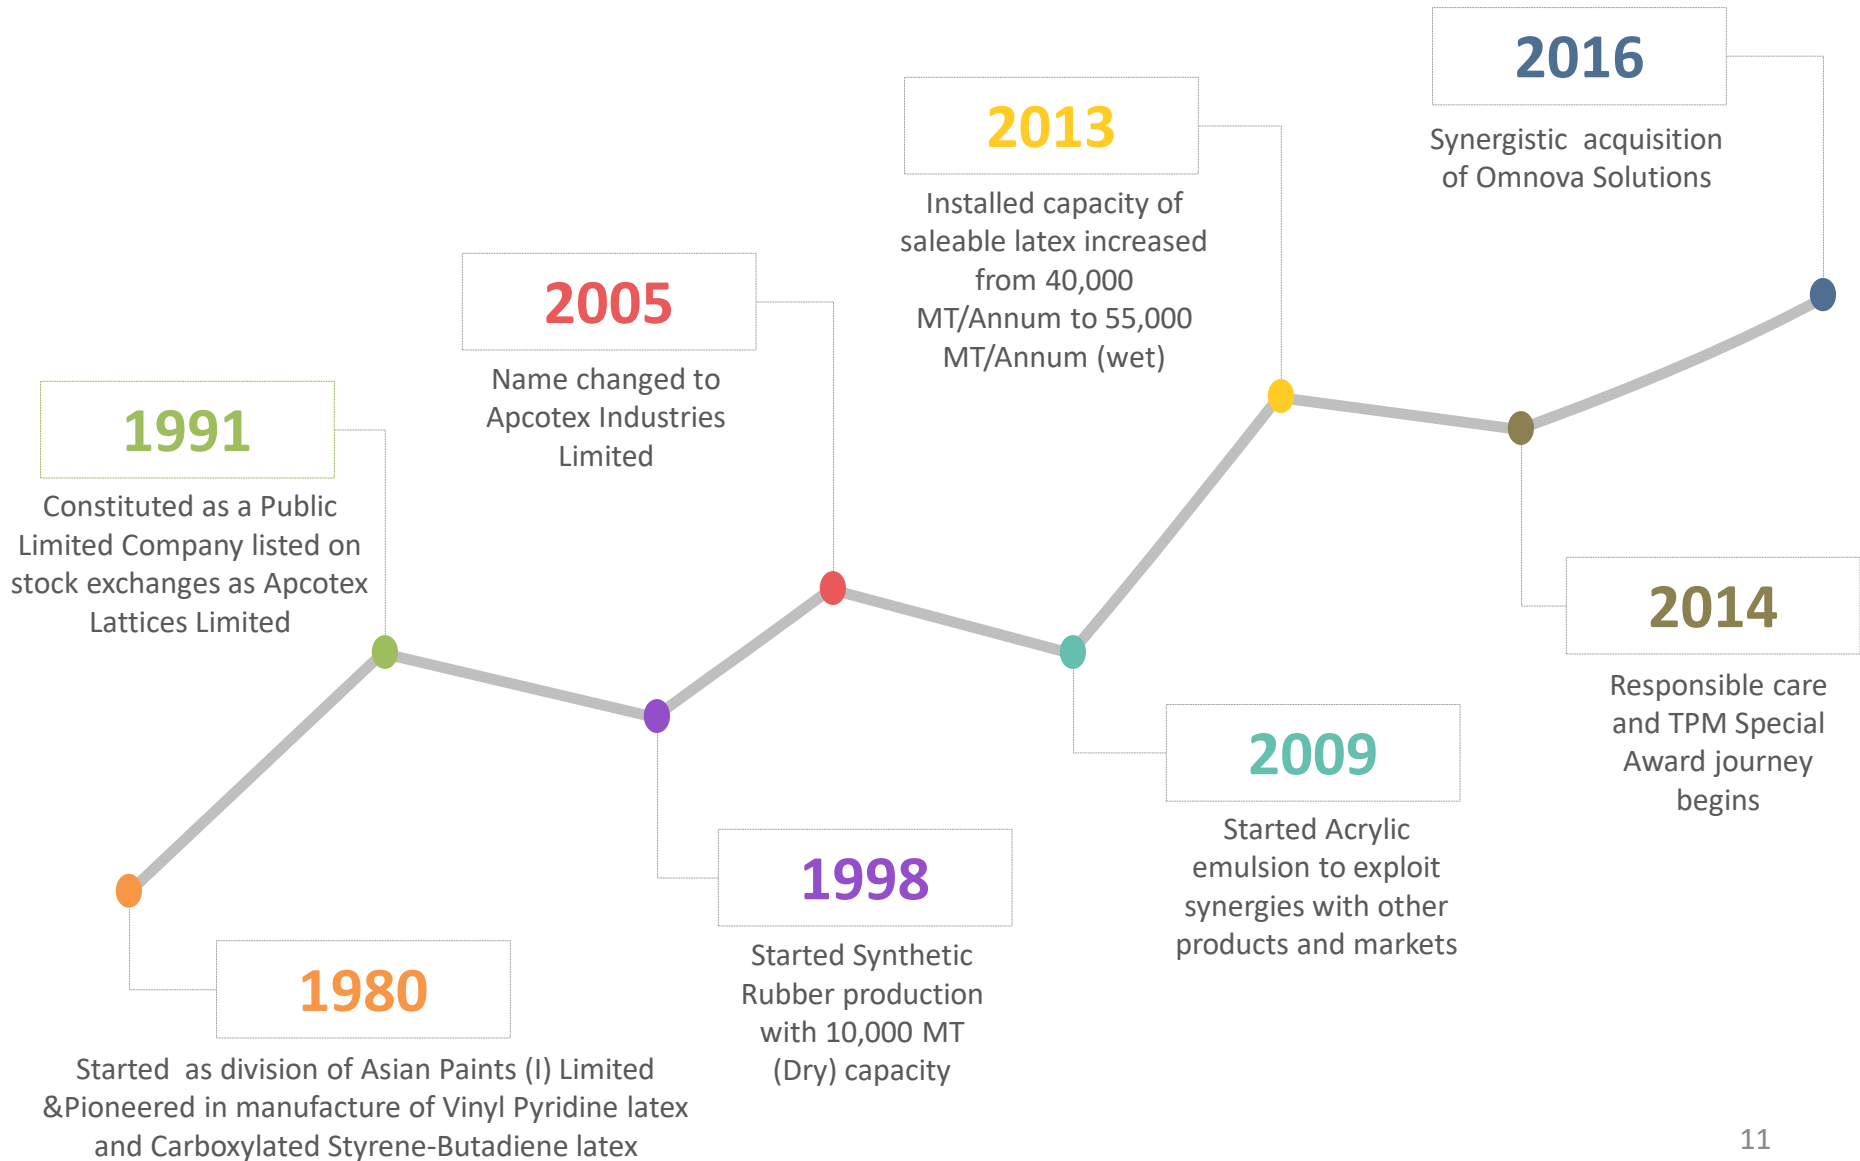 1980
Started  as division of Asian Paints (I) Limited
&Pioneered in manufacture of Vinyl Pyridine latex
and Carboxylated Styrene-Butadiene latex
1991
Constituted as a Public
Limited Company listed on
stock exchanges as Apcotex
Lattices Limited
1998
Started Synthetic
Rubber production
with 10,000 MT
(Dry) capacity
2005
Name changed to
Apcotex Industries
Limited
2009
Started Acrylic
emulsion to exploit
synergies with other
products and markets
2013
Installed capacity of
saleable latex increased
from 40,000
MT/Annum to 55,000
MT/Annum (wet)
2014
Responsible care
and TPM Special
Award journey
begins
2016
Synergistic  acquisition
of Omnova Solutions
11